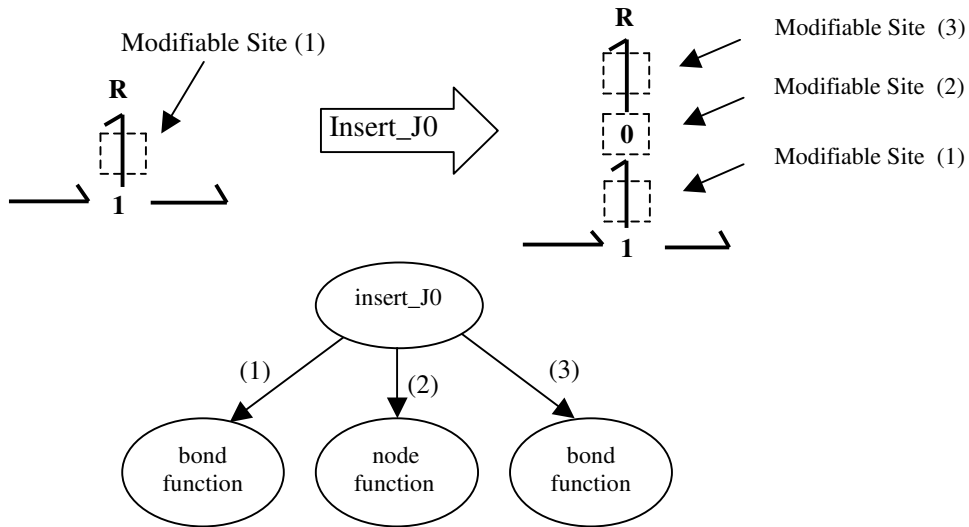 Modifiable Site (1)
R
1
Insert_J0
R
0
1
Modifiable Site (3)
Modifiable Site (2)
Modifiable Site (1)
insert_J0
(1)
(2)
(3)
bond
function
node
function
bond
function